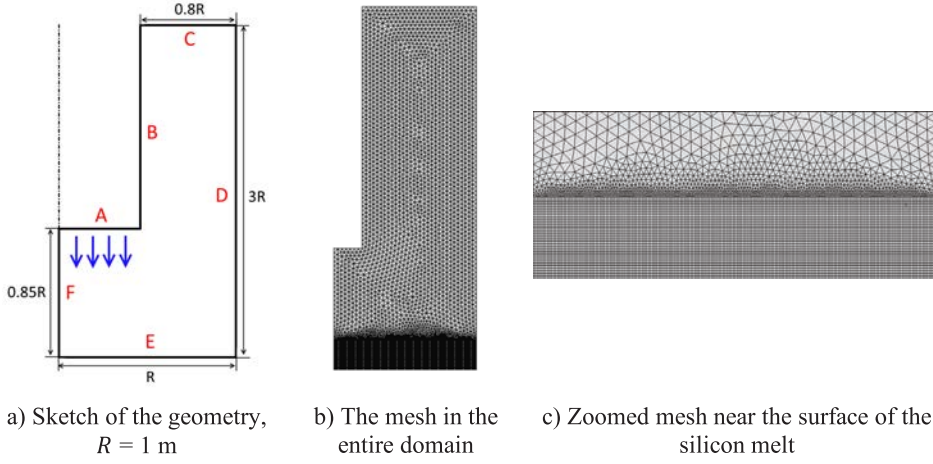 0.8R
C
B
D
3R
A
0.85R
F
E
R
a) Sketch of the geometry,
R = 1 m
b) The mesh in the
entire domain
c) Zoomed mesh near the surface of the
silicon melt